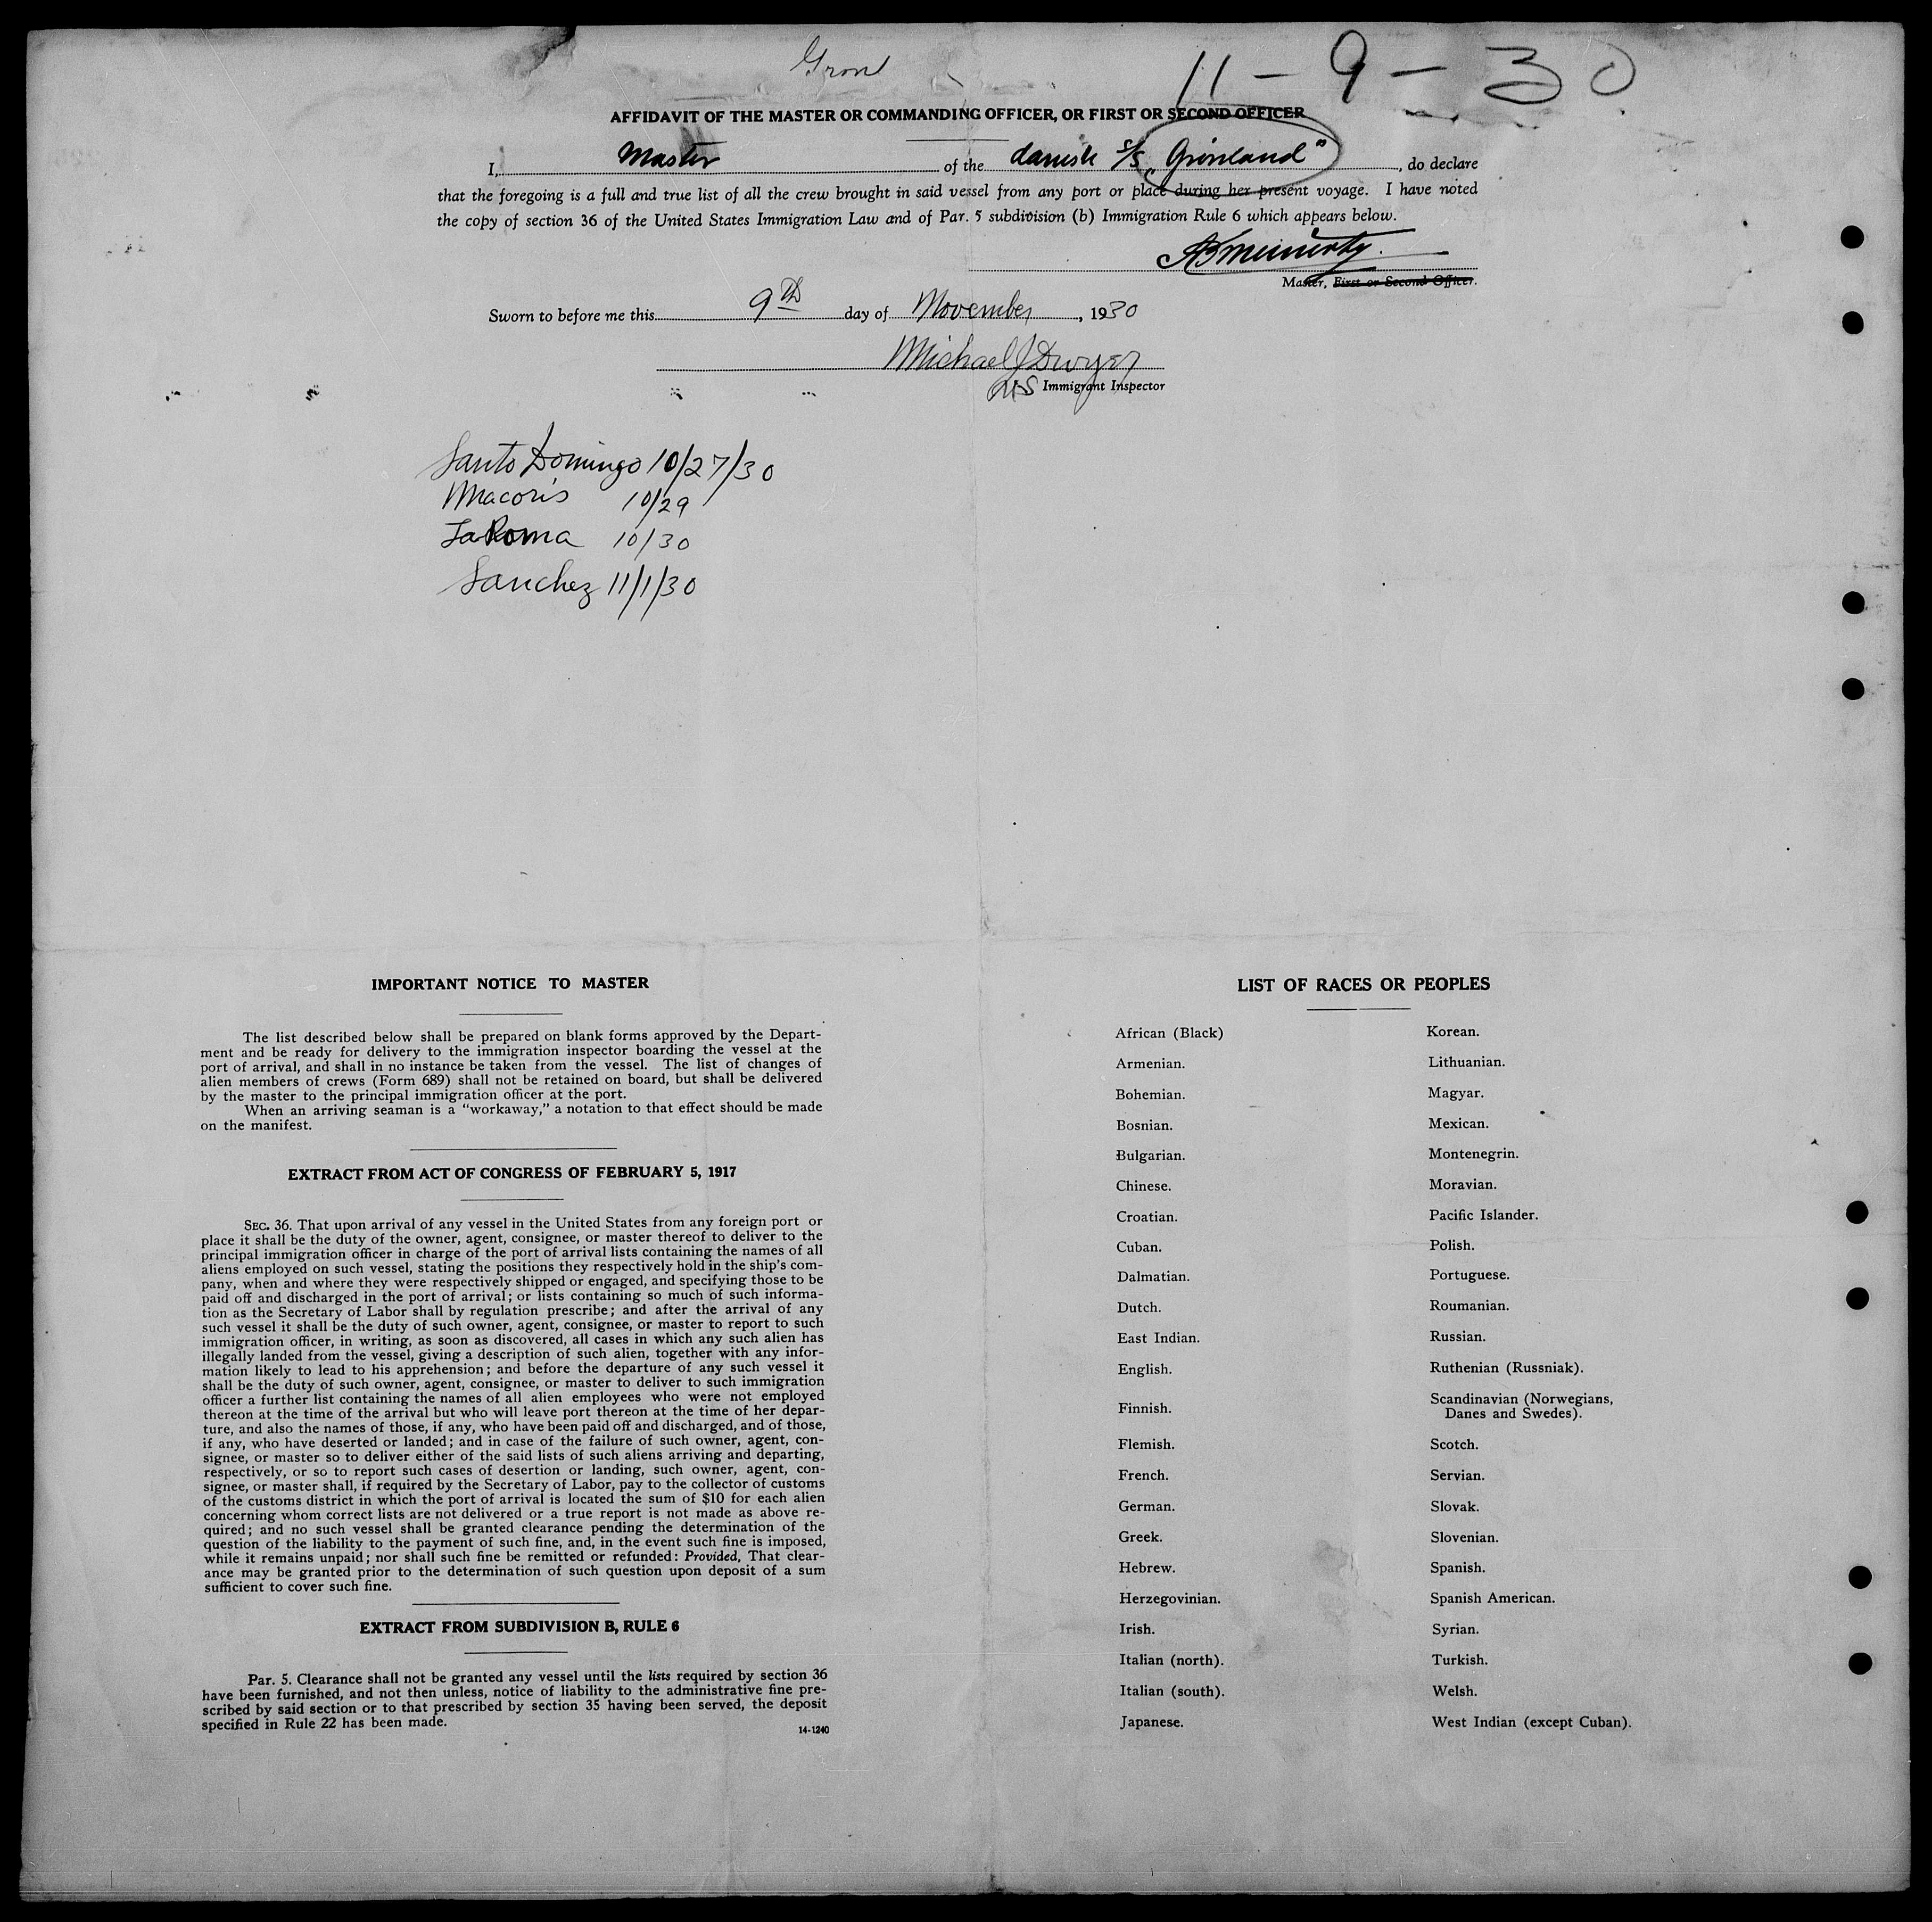 Gronl
11-9-30
AFFIDAVIT OF THE MASTER OR COMMANDING OFFICER, OR FIRST OR SECOND OFFICER
I, Master of the danish S/S „Grönland", do declare
that the foregoing is a full and true list of all the crew brought in said vessel from any port or place during her present voyage. I have noted
the copy of section 36 of the United States Immigration Law and of Par. 5 subdivision (b) Immigration Rule 6 which appears below.
Master, First or Second Officer.
Sworn to before me this 9th day of November, 1930
Michael J Dwyer
US Immigrant Inspector
Santo Domingo 10/27/30
Macoris 10/29
La Roma 10/30
Sanchez 11/1/30
IMPORTANT NOTICE TO MASTER
The list described below shall be prepared on blank forms approved by the Depart-
ment and be ready for delivery to the immigration inspector boarding the vessel at the
port of arrival, and shall in no instance be taken from the vessel. The list of changes of
alien members of crews (Form 689) shall not be retained on board, but shall be delivered
by the master to the principal immigration officer at the port.
When an arriving seaman is a “workaway,” a notation to that effect should be made
on the manifest.
EXTRACT FROM ACT OF CONGRESS OF FEBRUARY 5, 1917
SEC. 36. That upon arrival of any vessel in the United States from any foreign port or
place it shall be the duty of the owner, agent, consignee, or master thereof to deliver to the
principal immigration officer in charge of the port of arrival lists containing the names of all
aliens employed on such vessel, stating the positions they respectively hold in the ship's com-
pany, when and where they were respectively shipped or engaged, and specifying those to be
paid off and discharged in the port of arrival; or lists containing so much of such informa-
tion as the Secretary of Labor shall by regulation prescribe; and after the arrival of any
such vessel it shall be the duty of such owner, agent, consignee, or master to report to such
immigration officer, in writing, as soon as discovered, all cases in which any such alien has
illegally landed from the vessel, giving a description of such alien, together with any infor-
mation likely to lead to his apprehension; and before the departure of any such vessel it
shall be the duty of such owner, agent, consignee, or master to deliver to such immigration
officer a further list containing the names of all alien employees who were not employed
thereon at the time of the arrival but who will leave port thereon at the time of her depar-
ture, and also the names of those, if any, who have been paid off and discharged, and of those,
if any, who have deserted or landed; and in case of the failure of such owner, agent, con-
signee, or master so to deliver either of the said lists of such aliens arriving and departing,
respectively, or so to report such cases of desertion or landing, such owner, agent, con-
signee, or master shall, if required by the Secretary of Labor, pay to the collector of customs
of the customs district in which the port of arrival is located the sum of $10 for each alien
concerning whom correct lists are not delivered or a true report is not made as above re-
quired; and no such vessel shall be granted clearance pending the determination of the
question of the liability to the payment of such fine, and, in the event such fine is imposed,
while it remains unpaid; nor shall such fine be remitted or refunded: Provided, That clear-
ance may be granted prior to the determination of such question upon deposit of a sum
sufficient to cover such fine.
EXTRACT FROM SUBDIVISION B, RULE 6
Par. 5. Clearance shall not be granted any vessel until the lists required by section 36
have been furnished, and not then unless, notice of liability to the administrative fine pre-
scribed by said section or to that prescribed by section 35 having been served, the deposit
specified in Rule 22 has been made.
14-1240
LIST OF RACES OR PEOPLES
African (Black)
Armenian.
Bohemian.
Bosnian.
Bulgarian.
Chinese.
Croatian.
Cuban.
Dalmatian.
Dutch.
East Indian.
English.
Finnish.
Flemish.
French.
German.
Greek.
Hebrew.
Herzegovinian.
Irish.
Italian (north).
Italian (south).
Japanese.
Korean.
Lithuanian.
Magyar.
Mexican.
Montenegrin.
Moravian.
Pacific Islander.
Polish.
Portuguese.
Roumanian.
Russian.
Ruthenian (Russniak).
Scandinavian (Norwegians,
Danes and Swedes).
Scotch.
Servian.
Slovak.
Slovenian.
Spanish.
Spanish American.
Syrian.
Turkish.
Welsh.
West Indian (except Cuban).